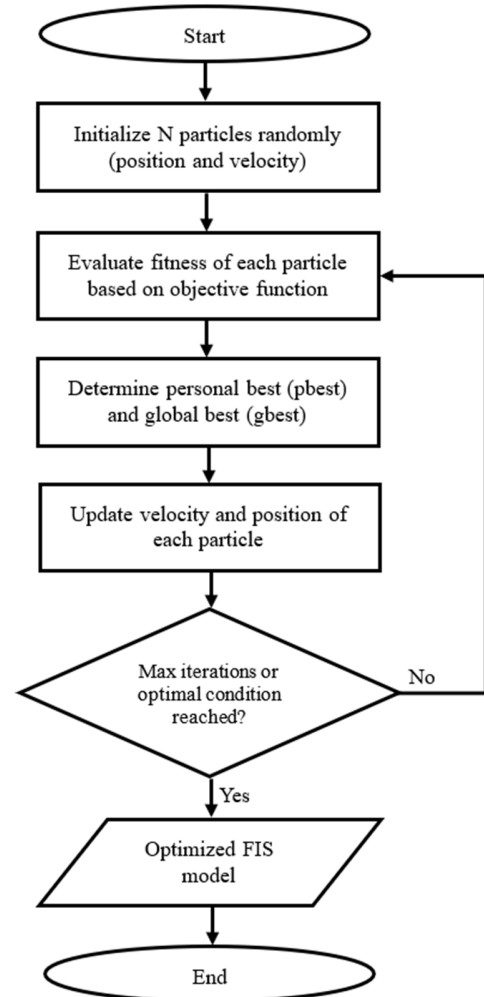 Start
Initialize N particles randomly
(position and velocity)
Evaluate fitness of each particle
based on objective function
Determine personal best (pbest)
and global best (gbest)
Update velocity and position of
each particle
Max iterations or
optimal condition
reached?
No
Yes
Optimized FIS
model
End